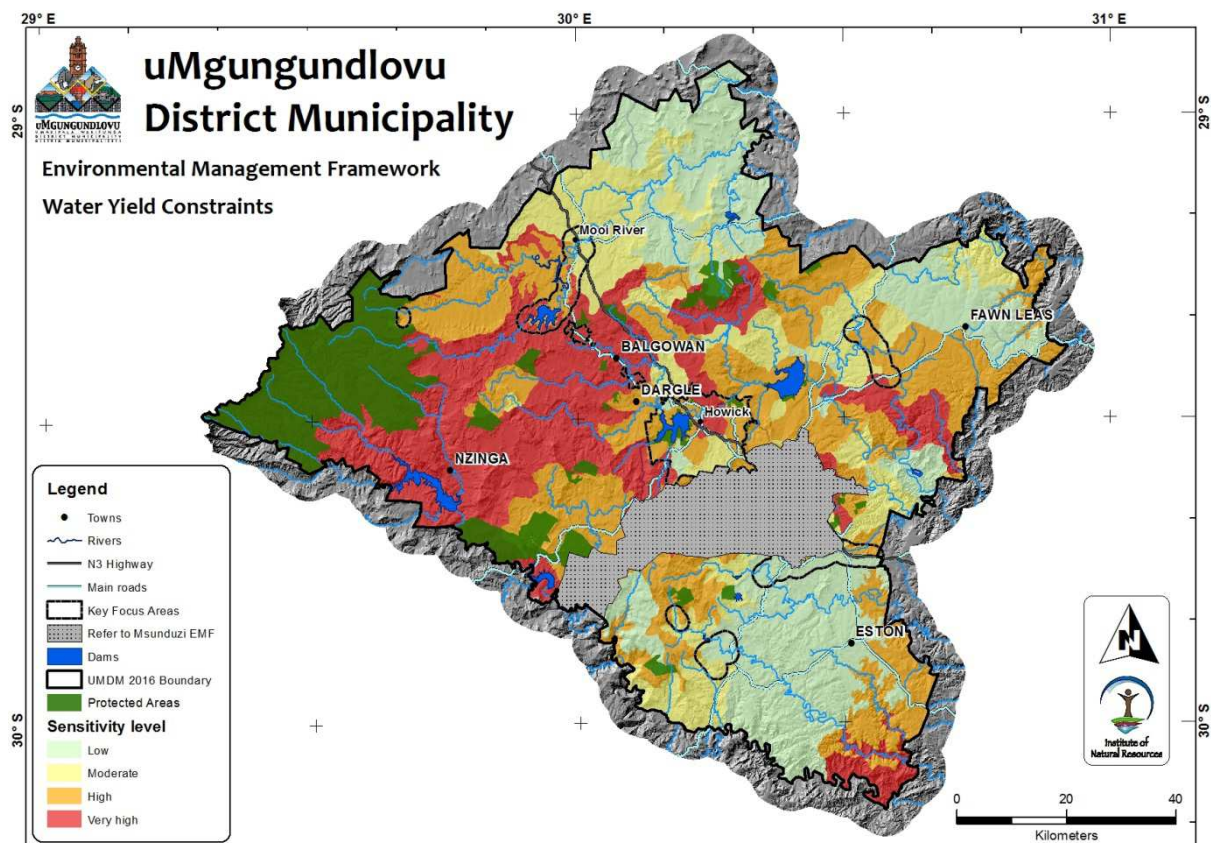 29° E
30° E
31° E
uMgungundlovu
District Municipality
Environmental Management Framework
Water Yield Constraints
uMGUNGUNDLOVU
29° S
29° S
Mooi River
FAWN LEAS
BALGOWAN
DARGLE
Howick
NZINGA
ESTON
Legend
Towns
Rivers
N3 Highway
Main roads
Key Focus Areas
Refer to Msunduzi EMF
Dams
UMDM 2016 Boundary
Protected Areas
Sensitivity level
Low
Moderate
High
Very high
30° S
30° S
N
Institute of
Natural Resources
0 20 40
Kilometers